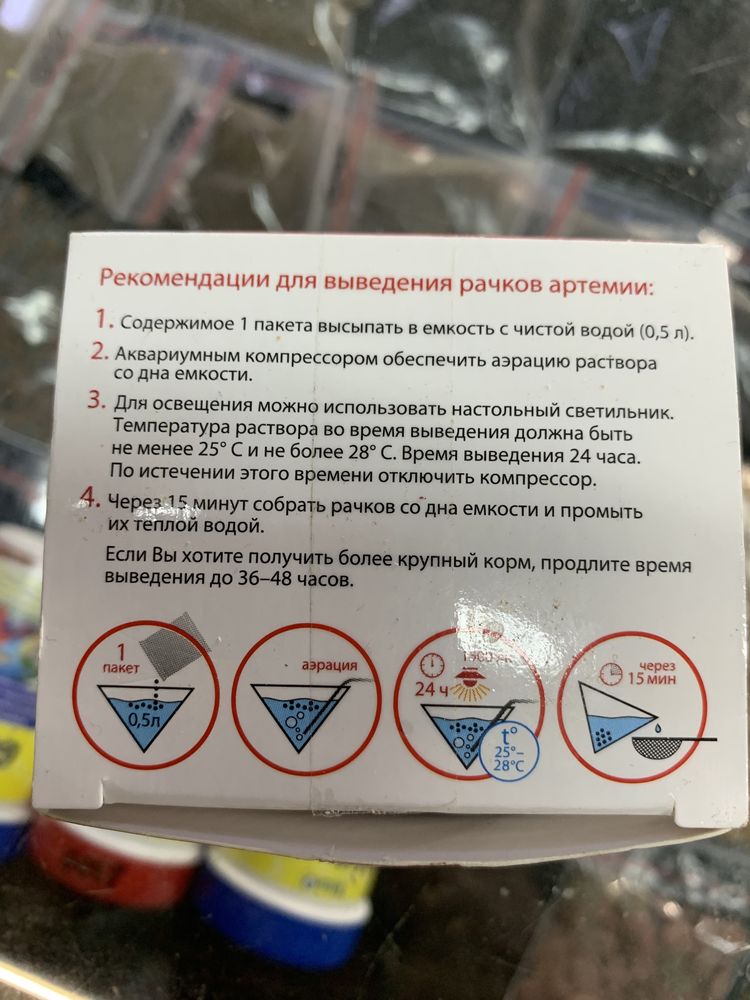 Рекомендации для выведения рачков артемии:
1. Содержимое 1 пакета высыпать в емкость с чистой водой (0,5 л).
2. Аквариумным компрессором обеспечить аэрацию раствора
со дна емкости.
3. Для освещения можно использовать настольный светильник.
Температура раствора во время выведения должна быть
не менее 25° С и не более 28° С. Время выведения 24 часа.
По истечении этого времени отключить компрессор.
4. Через 15 минут собрать рачков со дна емкости и промыть
их теплой водой.
Если Вы хотите получить более крупный корм, продлите время
выведения до 36–48 часов.
1
пакет
0,5л
аэрация
24 ч
t°
25°–
28°С
через
15 мин